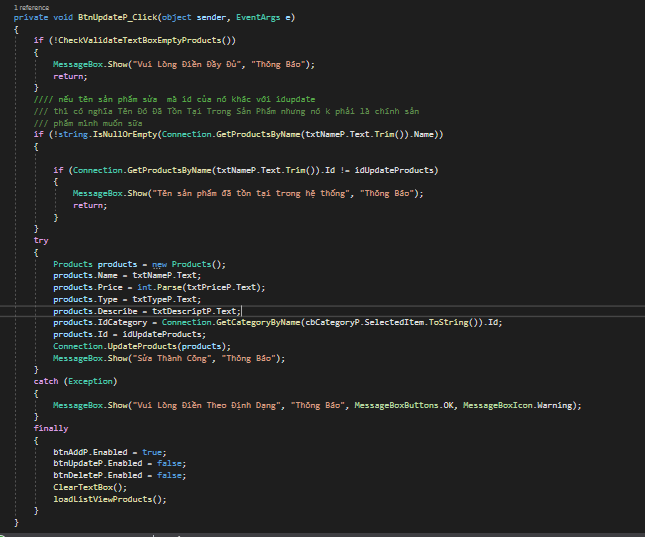 1 reference
private void BtnUpdateP_Click(object sender, EventArgs e)
{
if (!CheckValidateTextBoxEmptyProducts())
{
MessageBox.Show("Vui Lòng Điền Đầy Đủ", "Thông Báo");
return;
}
//// nếu tên sản phẩm sửa mà id của nó khác với idupdate
/// thì có nghĩa Tên Đó Đã Tồn Tại Trong Sản Phẩm nhưng nó k phải là chính sản
/// phẩm mình muốn sửa
if (!string.IsNullOrEmpty(Connection.GetProductsByName(txtNameP.Text.Trim()).Name))
{
if (Connection.GetProductsByName(txtNameP.Text.Trim()).Id != idUpdateProducts)
{
MessageBox.Show("Tên sản phẩm đã tồn tại trong hệ thống", "Thông Báo");
return;
}
}
try
{
Products products = new Products();
products.Name = txtNameP.Text;
products.Price = int.Parse(txtPriceP.Text);
products.Type = txtTypeP.Text;
products.Describe = txtDescriptP.Text;
products.IdCategory = Connection.GetCategoryByName(cbCategoryP.SelectedItem.ToString()).Id;
products.Id = idUpdateProducts;
Connection.UpdateProducts(products);
MessageBox.Show("Sửa Thành Công", "Thông Báo");
}
catch (Exception)
{
MessageBox.Show("Vui Lòng Điền Theo Định Dạng", "Thông Báo", MessageBoxButtons.OK, MessageBoxIcon.Warning);
}
finally
{
btnAddP.Enabled = true;
btnUpdateP.Enabled = false;
btnDeleteP.Enabled = false;
ClearTextBox();
loadListViewProducts();
}
}